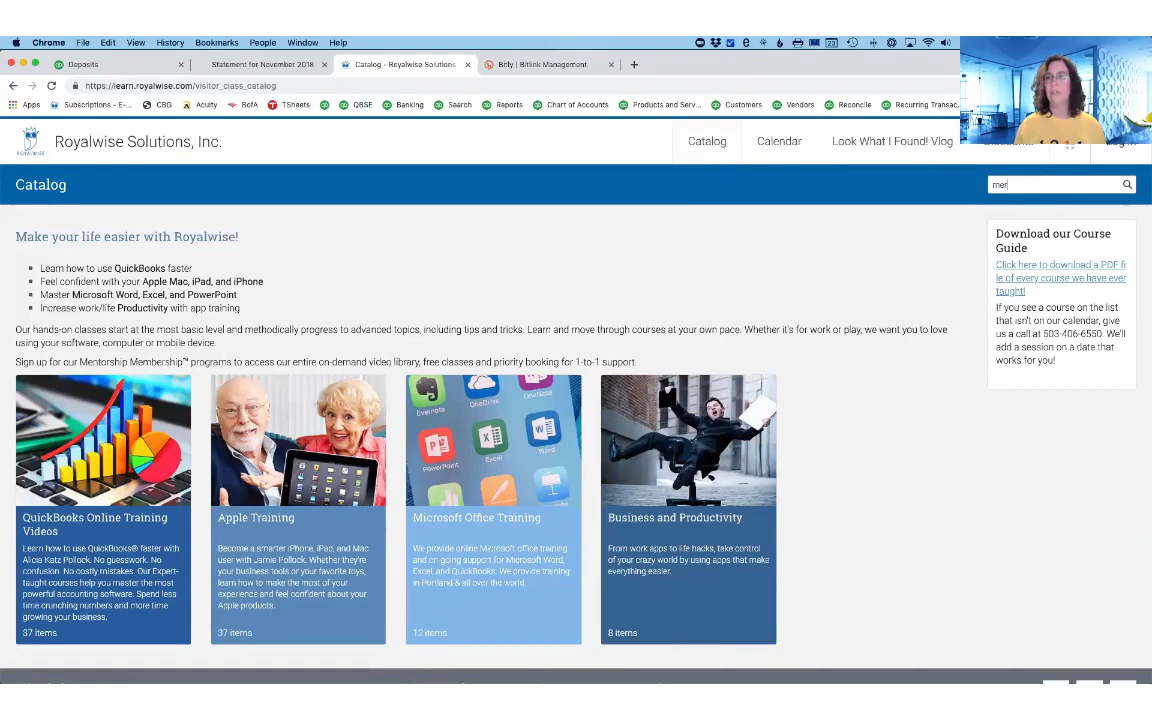 Chrome File Edit View History Bookmarks People Window Help
Deposits
Statement for November 2018
Catalog - Royalwise Solutions
Bitly | Bitlink Management
https://learn.royalwise.com/visitor_class_catalog
Apps Subscriptions - E-... CBG Acuity BofA TSheets QBSE Banking Search Reports Chart of Accounts Products and Serv... Customers Vendors Reconcile Recurring Transac...
Royalwise Solutions, Inc.
Catalog Calendar Look What I Found! Vlog
Catalog
mer
Make your life easier with Royalwise!
Learn how to use QuickBooks faster
Feel confident with your Apple Mac, iPad, and iPhone
Master Microsoft Word, Excel, and PowerPoint
Increase work/life Productivity with app training
Our hands-on classes start at the most basic level and methodically progress to advanced topics, including tips and tricks. Learn and move through courses at your own pace. Whether it's for work or play, we want you to love
using your software, computer or mobile device.
Sign up for our Mentorship Membership™ programs to access our entire on-demand video library, free classes and priority booking for 1-to-1 support.
Download our Course
Guide
Click here to download a PDF fi
le of every course we have ever
taught!
If you see a course on the list
that isn't on our calendar, give
us a call at 503-406-6550. We'll
add a session on a date that
works for you!
Evernote OneDrive OneNote
PowerPoint Excel Word
QuickBooks Online Training
Videos
Learn how to use QuickBooks® faster with
Alicia Katz Pollock. No guesswork. No
confusion. No costly mistakes. Our Expert-
taught courses help you master the most
powerful accounting software. Spend less
time crunching numbers and more time
growing your business.
37 items
Apple Training
Become a smarter iPhone, iPad, and Mac
user with Jamie Pollock. Whether they're
your business tools or your favorite toys,
learn how to make the most of your
experience and feel confident about your
Apple products.
37 items
Microsoft Office Training
We provide online Microsoft office training
and on-going support for Microsoft Word,
Excel, and QuickBooks. We provide training
in Portland & all over the world.
12 items
Business and Productivity
From work apps to life hacks, take control
of your crazy world by using apps that make
everything easier.
8 items